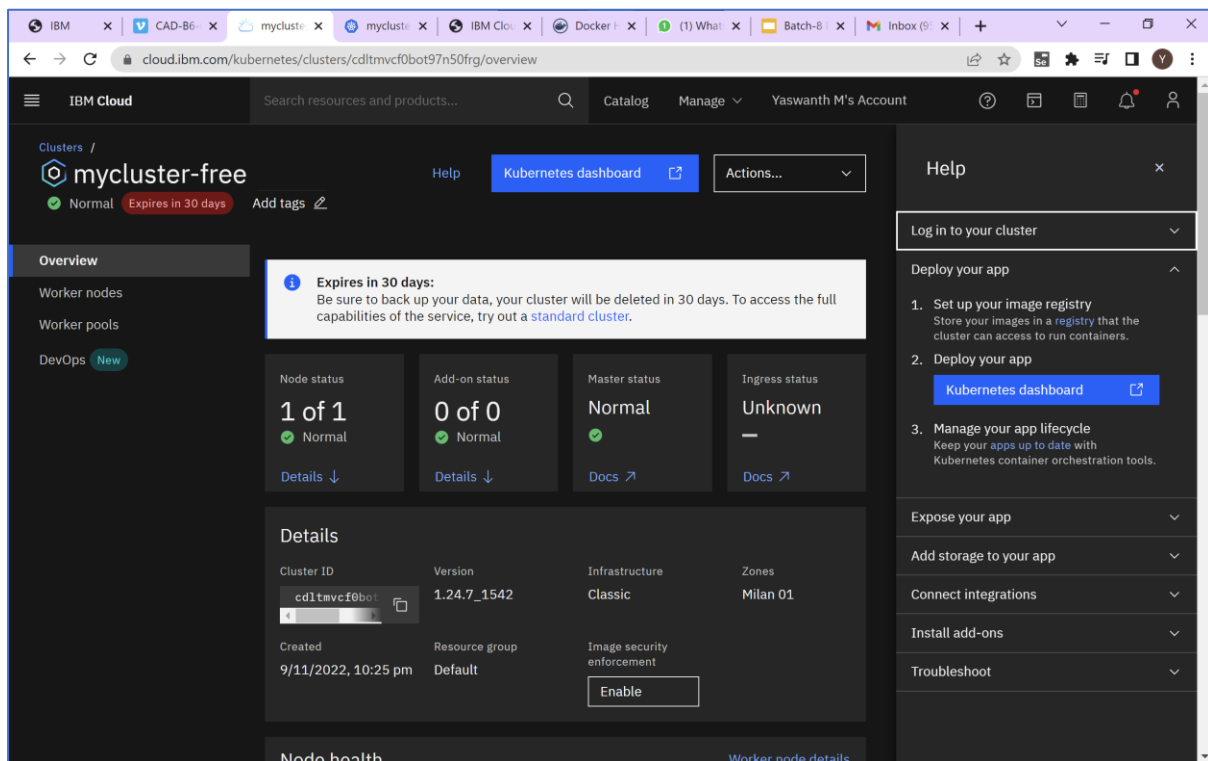 IBM
CAD-B6-
mycluste
mycluste
IBM Clou
Docker H
(1) What
Batch-8
Inbox (9
cloud.ibm.com/kubernetes/clusters/cdltmvcf0bot97n50frg/overview
Se
Y
IBM Cloud
Search resources and products...
Catalog
Manage
Yaswanth M's Account
Clusters /
mycluster-free
Normal
Expires in 30 days
Add tags
Help
Kubernetes dashboard
Actions...
Overview
Worker nodes
Worker pools
DevOps New
Expires in 30 days:
Be sure to back up your data, your cluster will be deleted in 30 days. To access the full
capabilities of the service, try out a standard cluster.
Node status
1 of 1
Normal
Details ↓
Add-on status
0 of 0
Normal
Details ↓
Master status
Normal
Docs ↗
Ingress status
Unknown
–
Docs ↗
Details
Cluster ID
cdltmvcf0bot
Version
1.24.7_1542
Infrastructure
Classic
Zones
Milan 01
Created
9/11/2022, 10:25 pm
Resource group
Default
Image security
enforcement
Enable
Node health
Worker node details
Help
Log in to your cluster
Deploy your app
1. Set up your image registry
Store your images in a registry that the
cluster can access to run containers.
2. Deploy your app
Kubernetes dashboard
3. Manage your app lifecycle
Keep your apps up to date with
Kubernetes container orchestration tools.
Expose your app
Add storage to your app
Connect integrations
Install add-ons
Troubleshoot